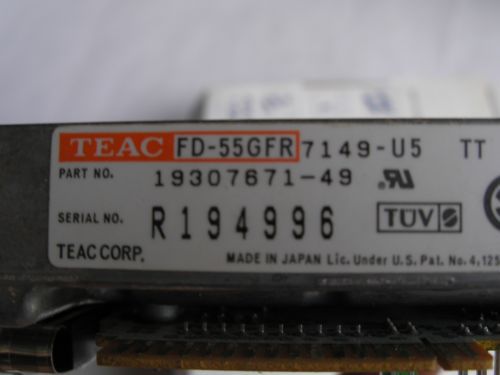 TEAC FD-55GFR 7149-U5 TT
PART NO. 19307671-49
SERIAL NO. R194996
TÜV
TEAC CORP. MADE IN JAPAN Lic. Under U.S. Pat. No. 4,125